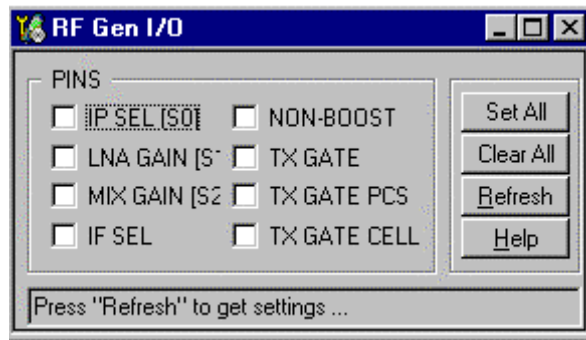 RF Gen I/O
PINS
IP SEL [S0]
NON-BOOST
LNA GAIN [S1
TX GATE
MIX GAIN [S2
TX GATE PCS
IF SEL
TX GATE CELL
Set All
Clear All
Refresh
Help
Press "Refresh" to get settings ...